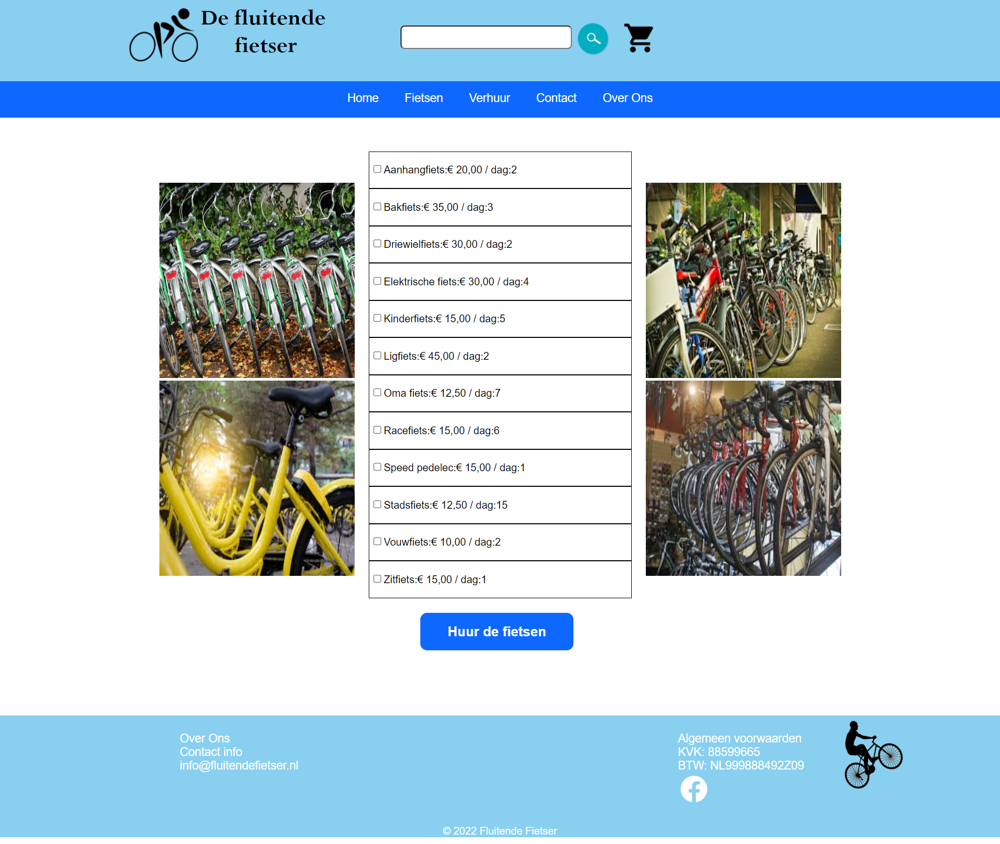 De fluitende
fietser
Home Fietsen Verhuur Contact Over Ons
Aanhangfiets:€ 20,00 / dag:2
Bakfiets:€ 35,00 / dag:3
Driewielfiets:€ 30,00 / dag:2
Elektrische fiets:€ 30,00 / dag:4
Kinderfiets:€ 15,00 / dag:5
Ligfiets:€ 45,00 / dag:2
Oma fiets:€ 12,50 / dag:7
Racefiets:€ 15,00 / dag:6
Speed pedelec:€ 15,00 / dag:1
Stadsfiets:€ 12,50 / dag:15
Vouwfiets:€ 10,00 / dag:2
Zitfiets:€ 15,00 / dag:1
Huur de fietsen
Over Ons
Contact info
info@fluitendefietser.nl
Algemeen voorwaarden
KVK: 88599665
BTW: NL999888492Z09
© 2022 Fluitende Fietser